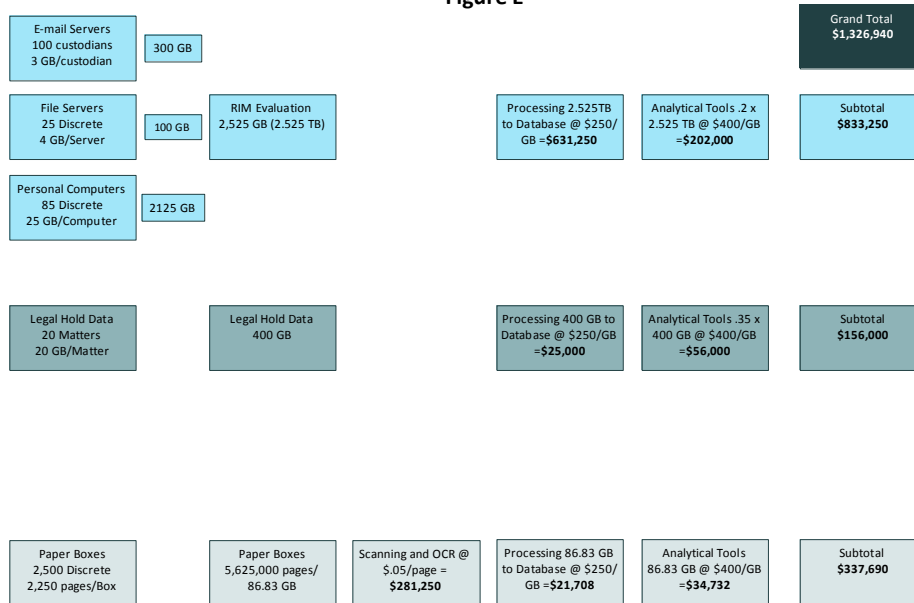 Figure E
E-mail Servers
100 custodians
3 GB/custodian
300 GB
Grand Total
$1,326,940
File Servers
25 Discrete
4 GB/Server
100 GB
RIM Evaluation
2,525 GB (2.525 TB)
Processing 2.525TB
to Database @ $250/
GB =$631,250
Analytical Tools .2 x
2.525 TB @ $400/GB
=$202,000
Subtotal
$833,250
Personal Computers
85 Discrete
25 GB/Computer
2125 GB
Legal Hold Data
20 Matters
20 GB/Matter
Legal Hold Data
400 GB
Processing 400 GB to
Database @ $250/GB
=$25,000
Analytical Tools .35 x
400 GB @ $400/GB
=$56,000
Subtotal
$156,000
Paper Boxes
2,500 Discrete
2,250 pages/Box
Paper Boxes
5,625,000 pages/
86.83 GB
Scanning and OCR @
$.05/page =
$281,250
Processing 86.83 GB
to Database @ $250/
GB =$21,708
Analytical Tools
86.83 GB @ $400/GB
=$34,732
Subtotal
$337,690